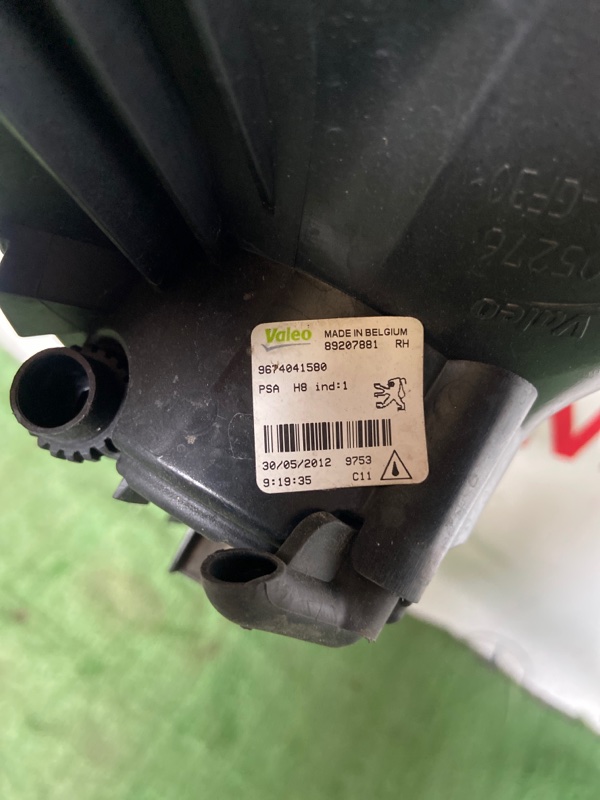 Valeo MADE IN BELGIUM
89207881 RH
9674041580
PSA H8 ind:1
30/05/2012 9753
9:19:35 C11
Valeo